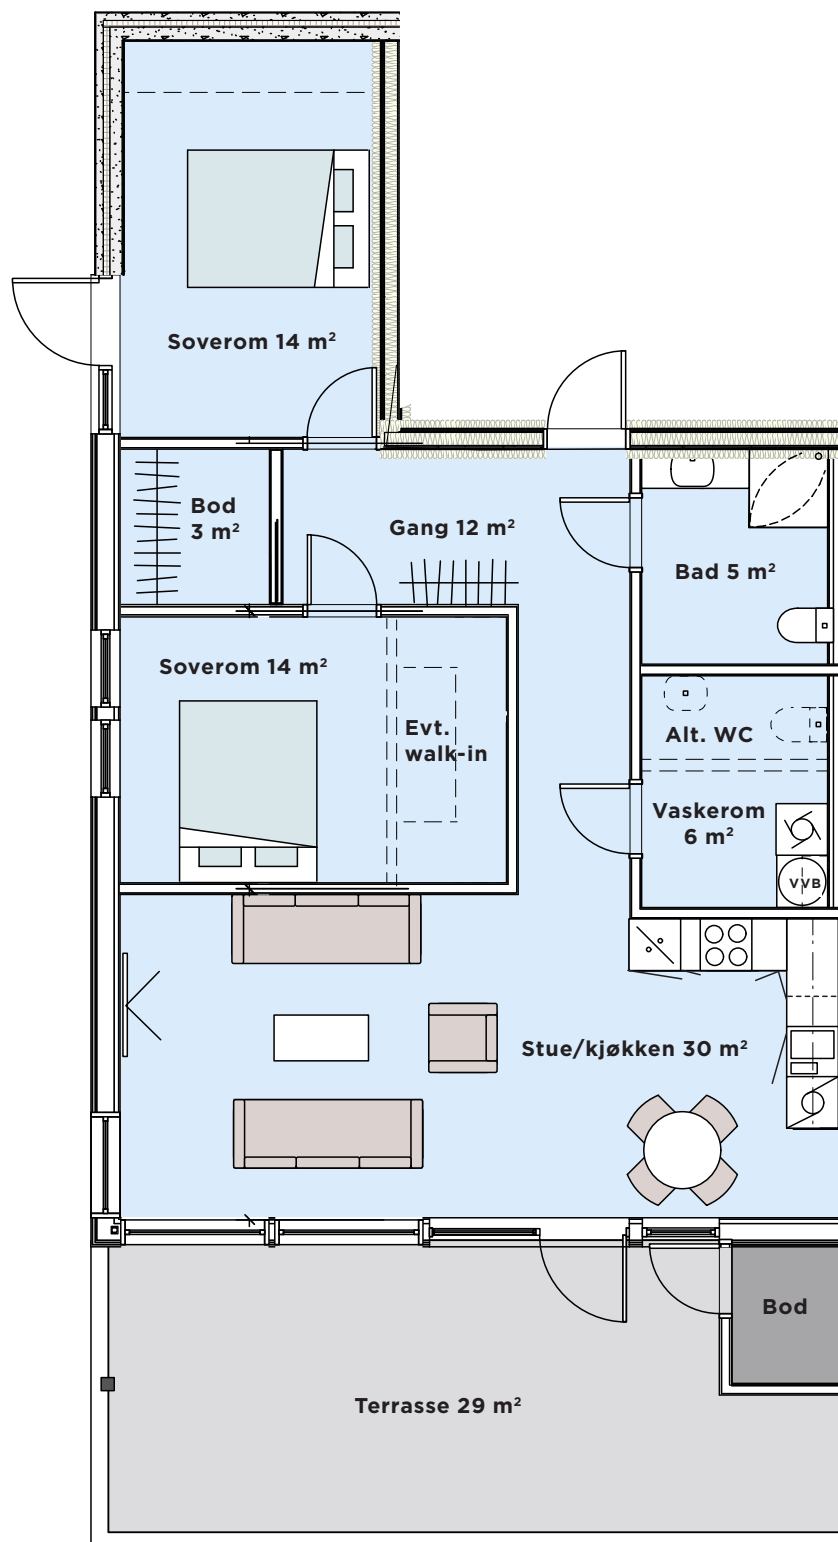 Soverom 14 m²
Bod
3 m²
Gang 12 m²
Bad 5 m²
Soverom 14 m²
Evt.
walk-in
Alt. WC
Vaskerom
6 m²
VVB
Stue/kjøkken 30 m²
Bod
Terrasse 29 m²